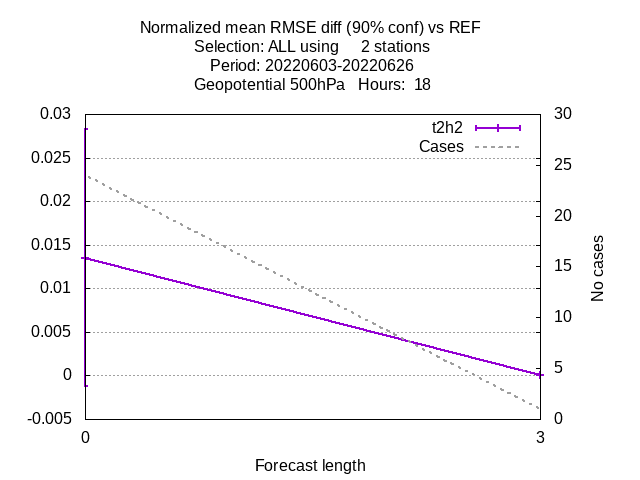 Normalized mean RMSE diff (90% conf) vs REF
Selection: ALL using     2 stations
Period: 20220603-20220626
Geopotential 500hPa   Hours:  18
t2h2
Cases
0.03
0.025
0.02
0.015
0.01
0.005
0
-0.005
30
25
20
15
10
5
0
No cases
0
3
Forecast length